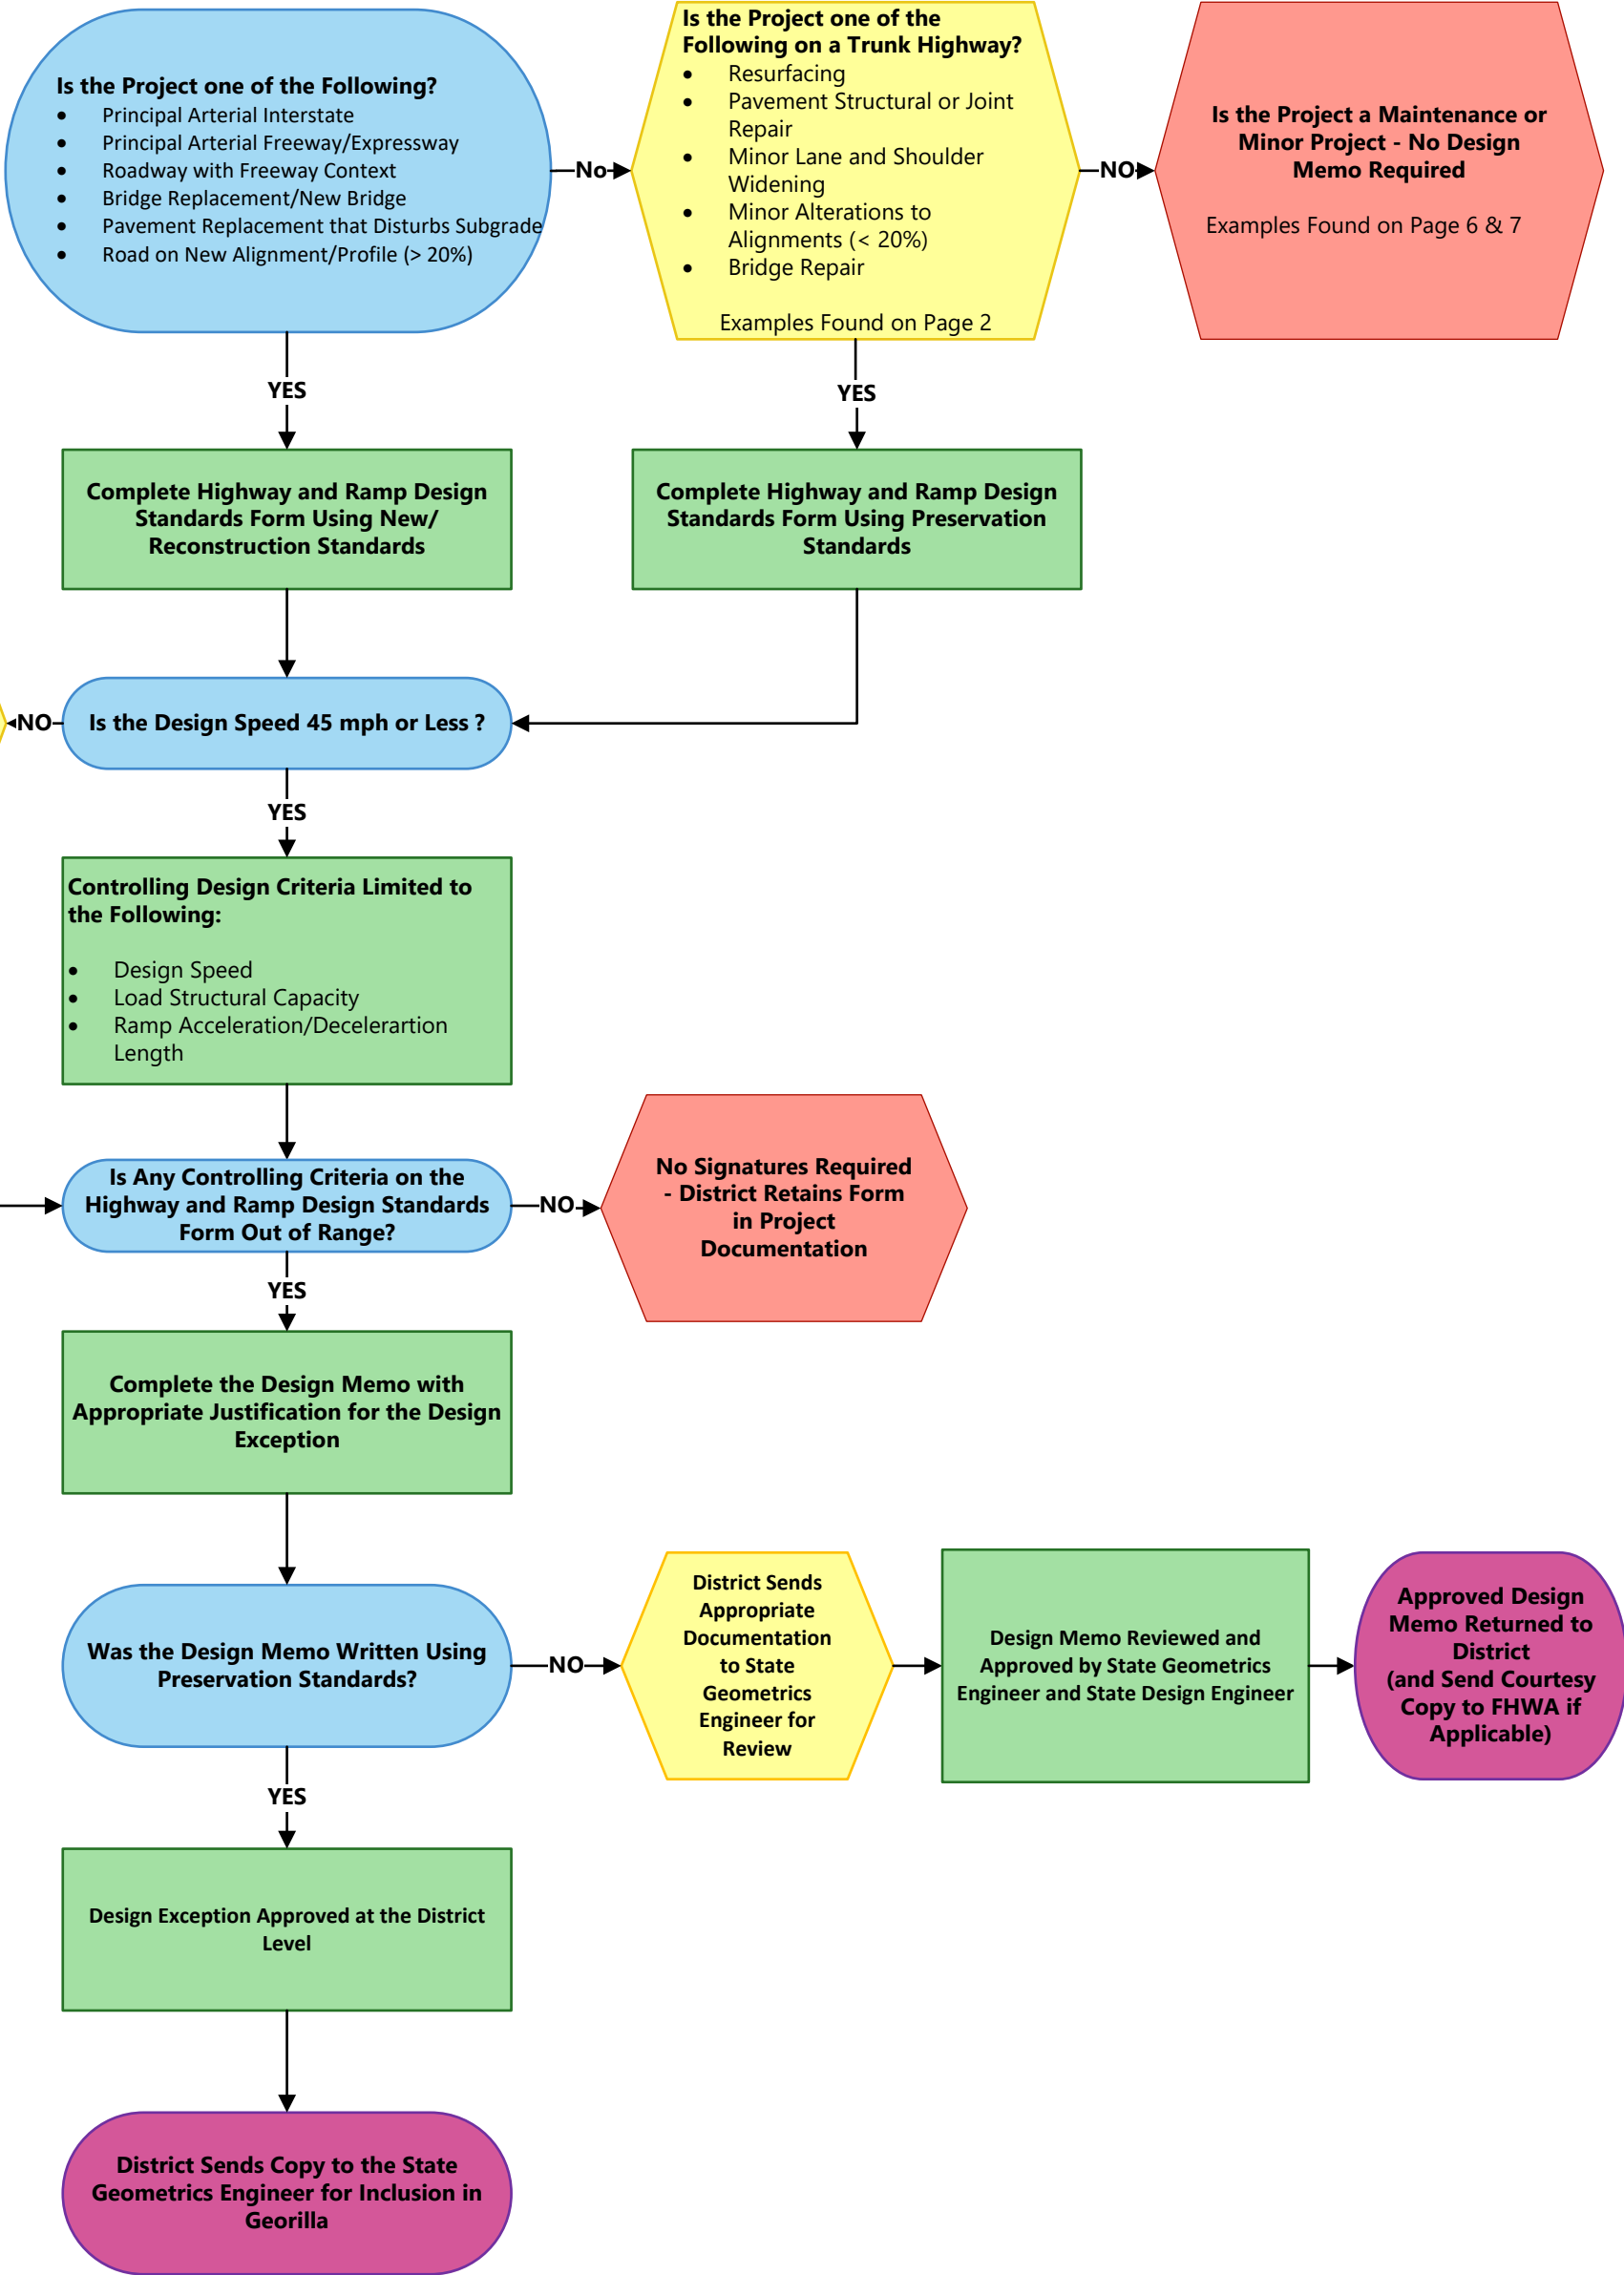 Is the Project one of the Following?
• Principal Arterial Interstate
• Principal Arterial Freeway/Expressway
• Roadway with Freeway Context
• Bridge Replacement/New Bridge
• Pavement Replacement that Disturbs Subgrade
• Road on New Alignment/Profile (> 20%)
No
Is the Project one of the
Following on a Trunk Highway?
• Resurfacing
• Pavement Structural or Joint
Repair
• Minor Lane and Shoulder
Widening
• Minor Alterations to
Alignments (< 20%)
• Bridge Repair
Examples Found on Page 2
NO
Is the Project a Maintenance or
Minor Project - No Design
Memo Required
Examples Found on Page 6 & 7
YES
YES
Complete Highway and Ramp Design
Standards Form Using New/
Reconstruction Standards
Complete Highway and Ramp Design
Standards Form Using Preservation
Standards
NO
Is the Design Speed 45 mph or Less ?
YES
Controlling Design Criteria Limited to
the Following:
• Design Speed
• Load Structural Capacity
• Ramp Acceleration/Decelerartion
Length
Is Any Controlling Criteria on the
Highway and Ramp Design Standards
Form Out of Range?
NO
No Signatures Required
- District Retains Form
in Project
Documentation
YES
Complete the Design Memo with
Appropriate Justification for the Design
Exception
Was the Design Memo Written Using
Preservation Standards?
NO
District Sends
Appropriate
Documentation
to State
Geometrics
Engineer for
Review
Design Memo Reviewed and
Approved by State Geometrics
Engineer and State Design Engineer
Approved Design
Memo Returned to
District
(and Send Courtesy
Copy to FHWA if
Applicable)
YES
Design Exception Approved at the District
Level
District Sends Copy to the State
Geometrics Engineer for Inclusion in
Georilla